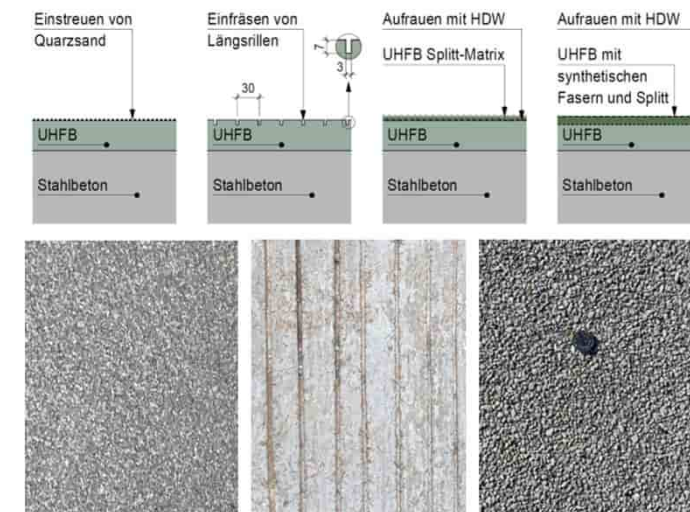 Einstreuen von
Quarzsand
UHFB
Stahlbeton
Einfräsen von
Längsrillen
7
3
30
UHFB
Stahlbeton
Aufrauen mit HDW
UHFB Splitt-Matrix
UHFB
Stahlbeton
Aufrauen mit HDW
UHFB mit
synthetischen
Fasern und Splitt
UHFB
Stahlbeton